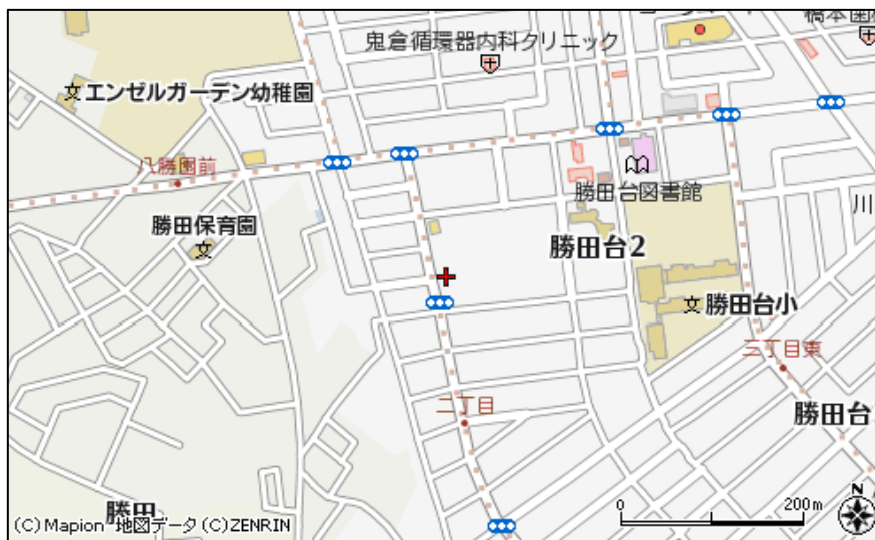 鬼倉循環器内科クリニック
エンゼルガーデン幼稚園
八勝園前
勝田台図書館
勝田保育園
勝田台2
勝田台小
三丁目東
二丁目
勝田台
勝田
川
N
0
200m
(C)Mapion 地図データ(C)ZENRIN